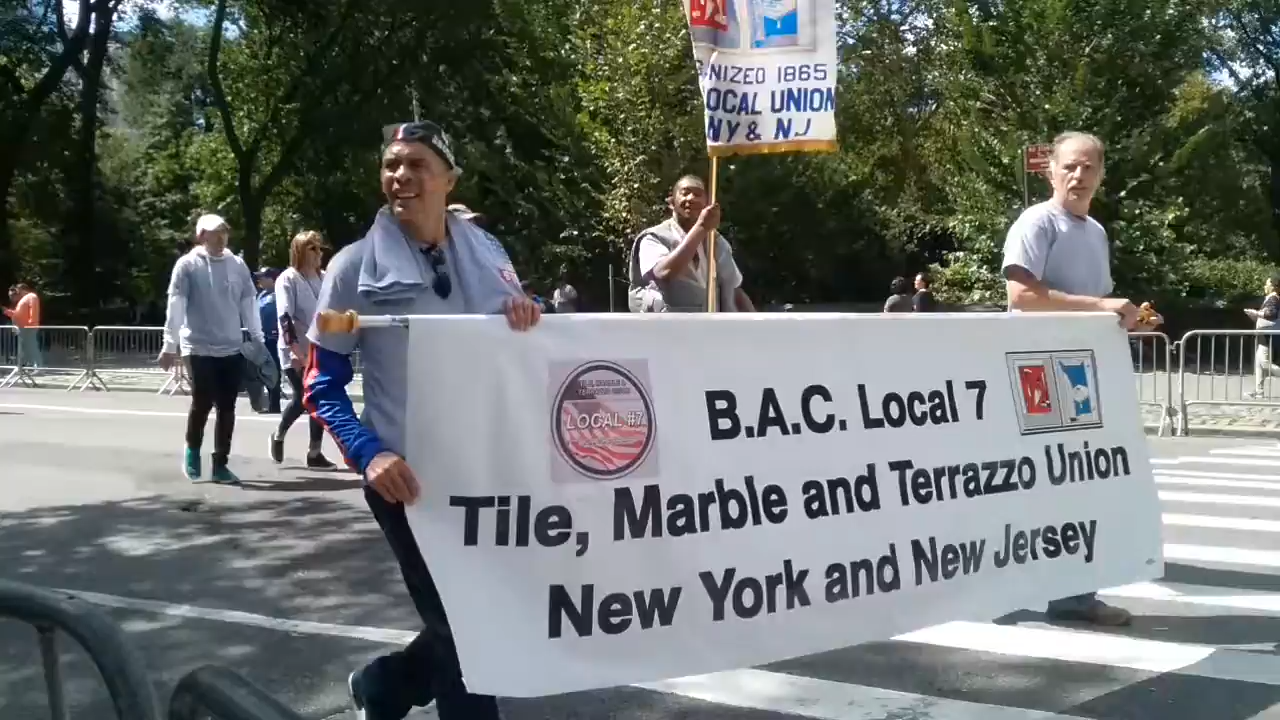 NIZED 1865
OCAL UNION
NY & NJ
LOCAL #7
B.A.C. Local 7
Tile, Marble and Terrazzo Union
New York and New Jersey